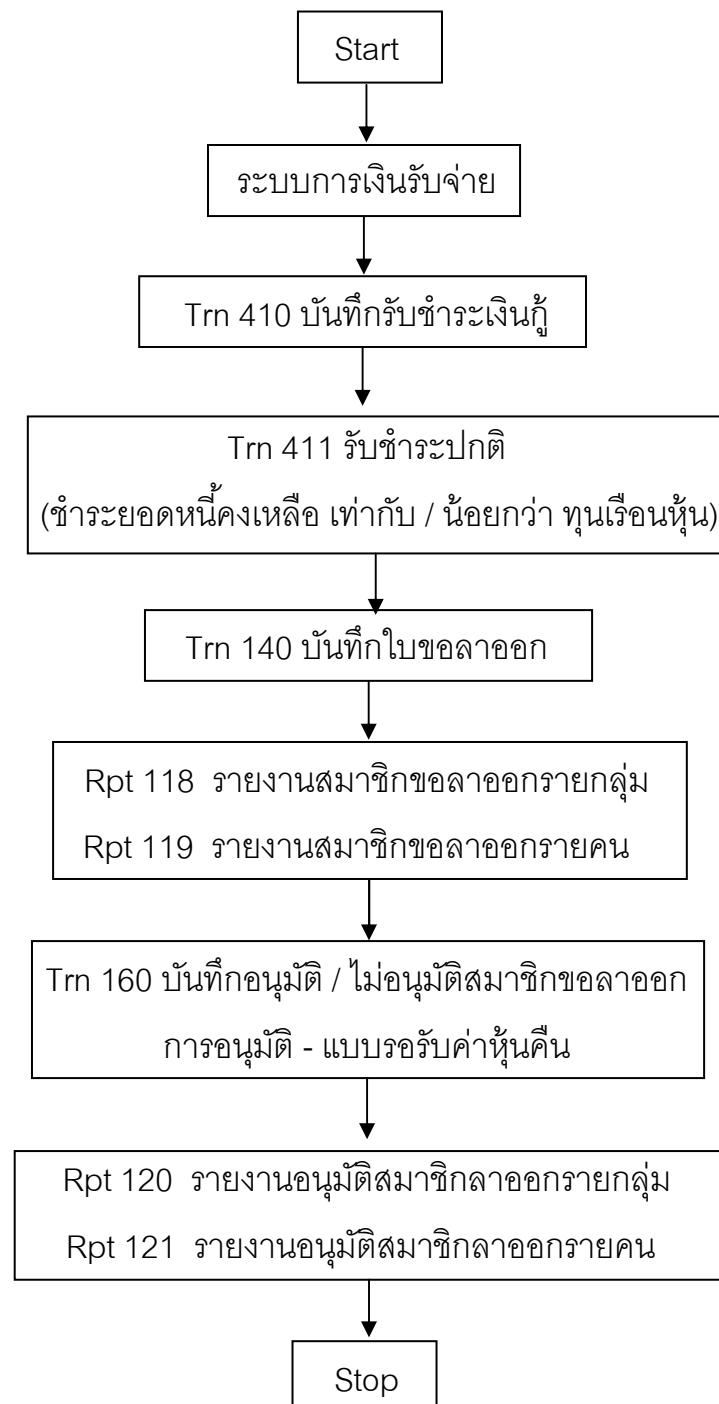 Start
ระบบการเงินรับจ่าย
Trn 410 บันทึกรับชำระเงินกู้
Trn 411 รับชำระปกติ
(ชำระยอดหนี้คงเหลือ เท่ากับ / น้อยกว่า ทุนเรือนหุ้น)
Trn 140 บันทึกใบขอลาออก
Rpt 118 รายงานสมาชิกขอลาออกรายกลุ่ม
Rpt 119 รายงานสมาชิกขอลาออกรายคน
Trn 160 บันทึกอนุมัติ / ไม่อนุมัติสมาชิกขอลาออก
การอนุมัติ - แบบรอรับค่าหุ้นคืน
Rpt 120 รายงานอนุมัติสมาชิกลาออกรายกลุ่ม
Rpt 121 รายงานอนุมัติสมาชิกลาออกรายคน
Stop